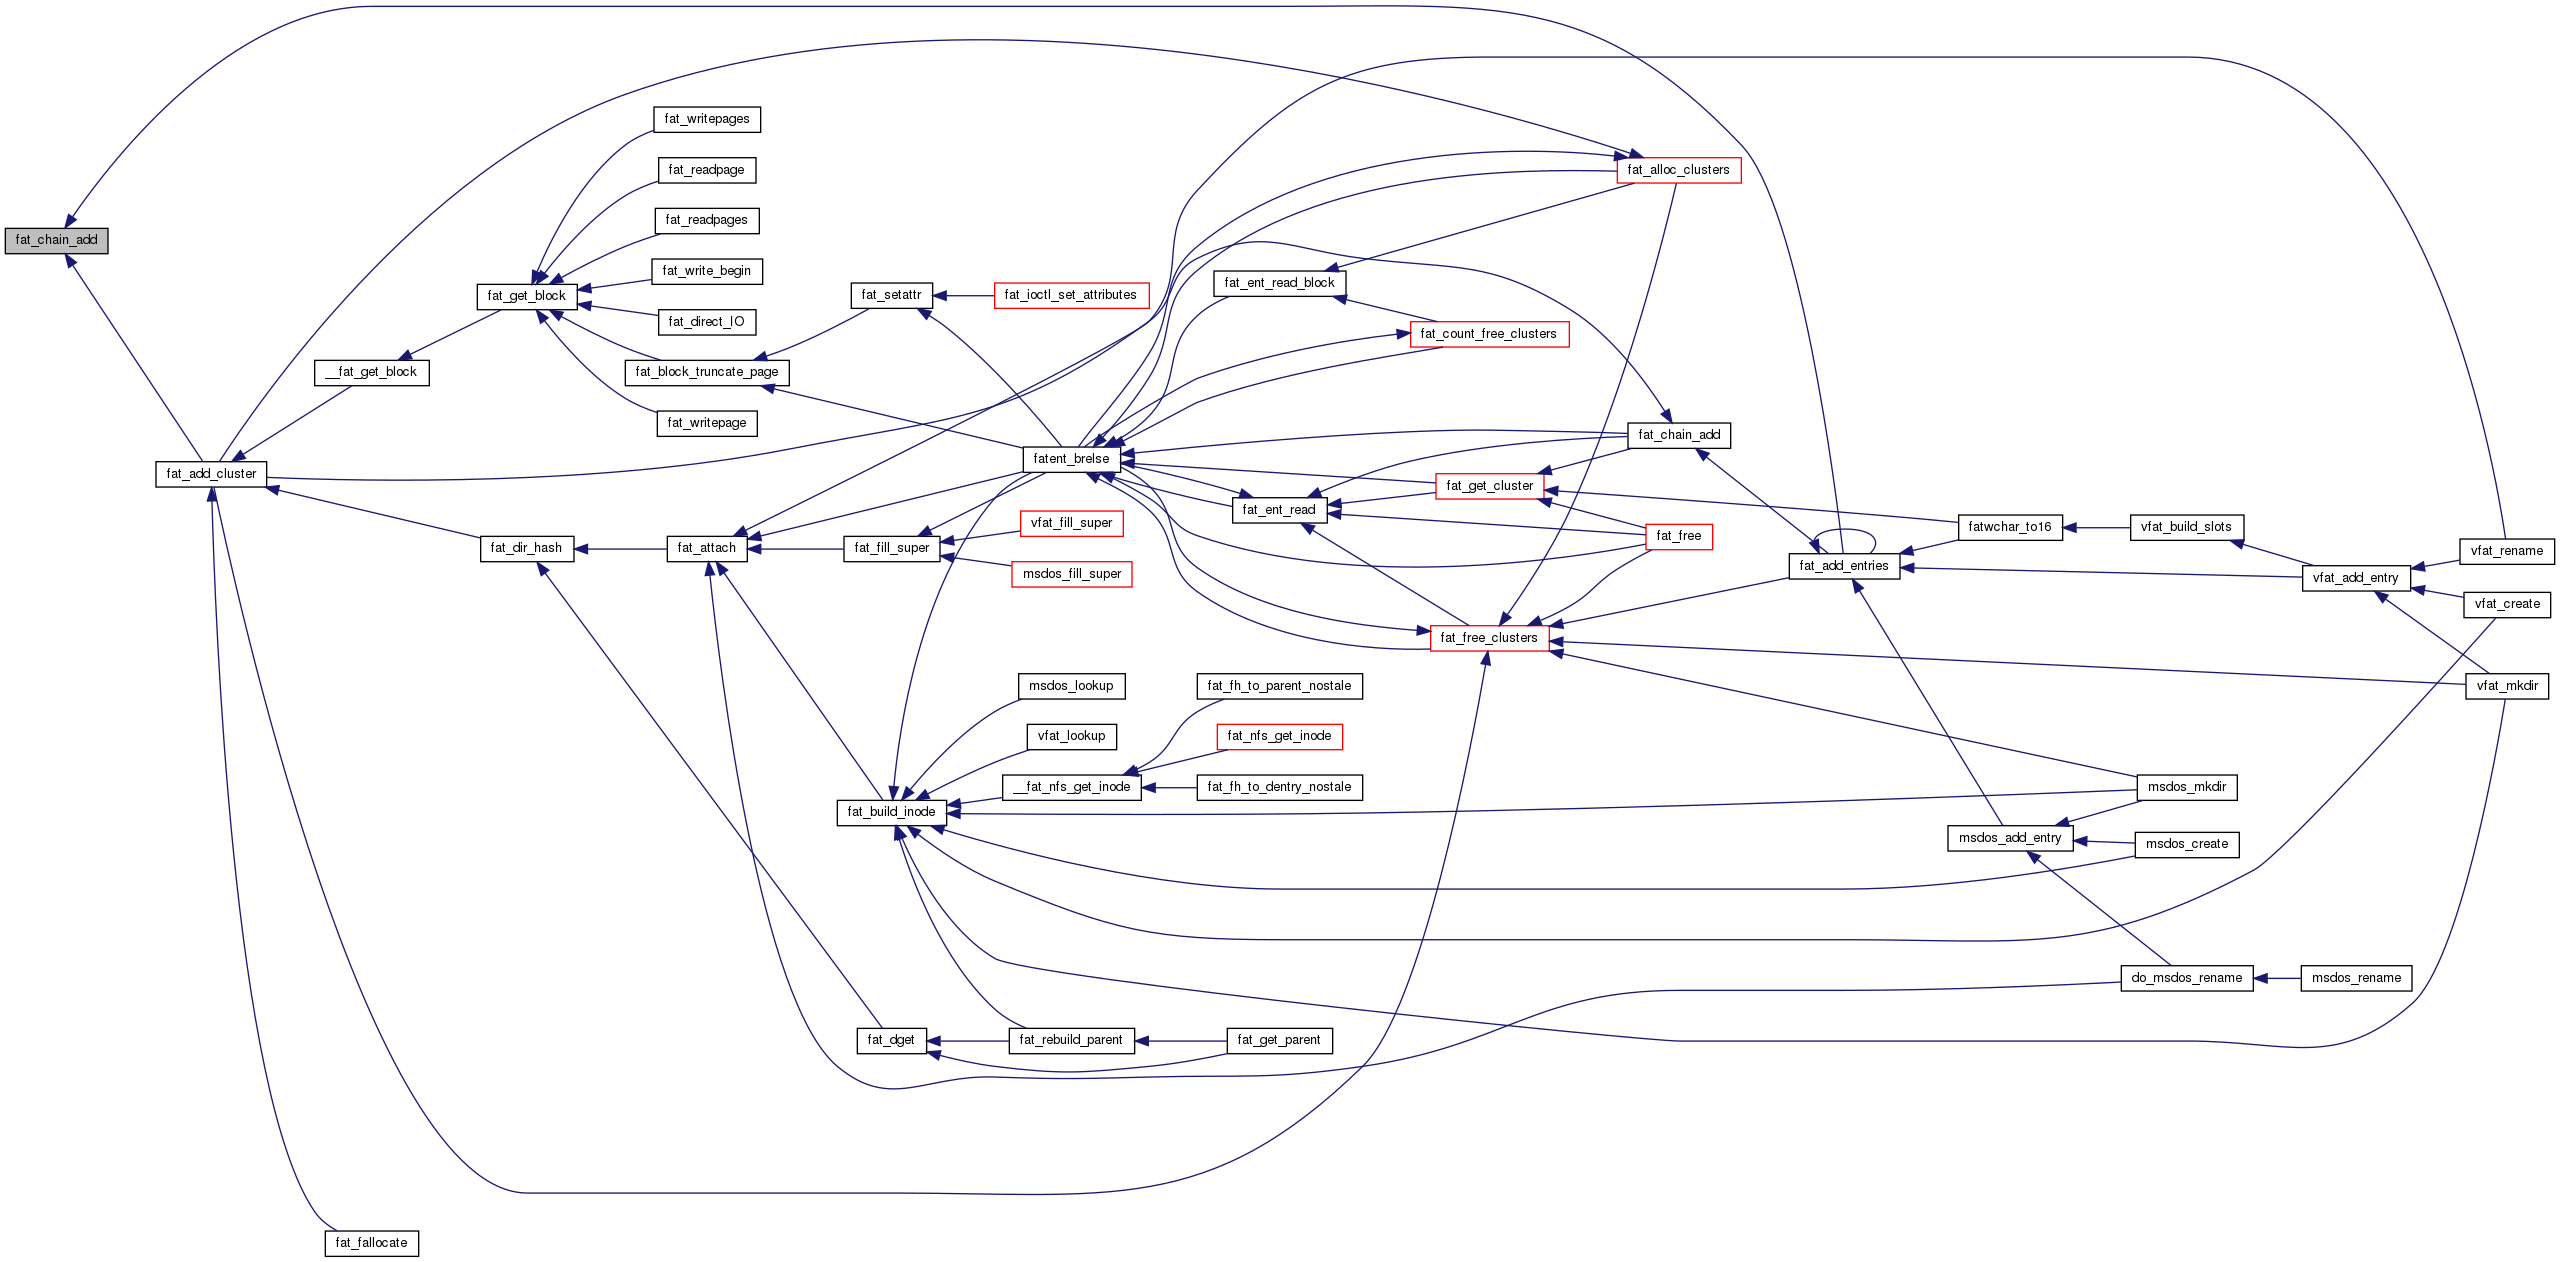 fat_writepages
fat_readpage
fat_alloc_clusters
fat_readpages
fat_chain_add
fat_write_begin
fat_ent_read_block
fat_get_block
fat_setattr
fat_ioctl_set_attributes
fat_direct_IO
fat_count_free_clusters
__fat_get_block
fat_block_truncate_page
fat_writepage
fat_chain_add
fatent_brelse
fat_add_cluster
fat_get_cluster
fat_ent_read
vfat_fill_super
fatwchar_to16
vfat_build_slots
fat_free
fat_dir_hash
fat_attach
fat_fill_super
vfat_rename
fat_add_entries
msdos_fill_super
vfat_add_entry
vfat_create
fat_free_clusters
msdos_lookup
fat_fh_to_parent_nostale
vfat_mkdir
vfat_lookup
fat_nfs_get_inode
__fat_nfs_get_inode
fat_fh_to_dentry_nostale
msdos_mkdir
fat_build_inode
msdos_add_entry
msdos_create
do_msdos_rename
msdos_rename
fat_dget
fat_rebuild_parent
fat_get_parent
fat_fallocate